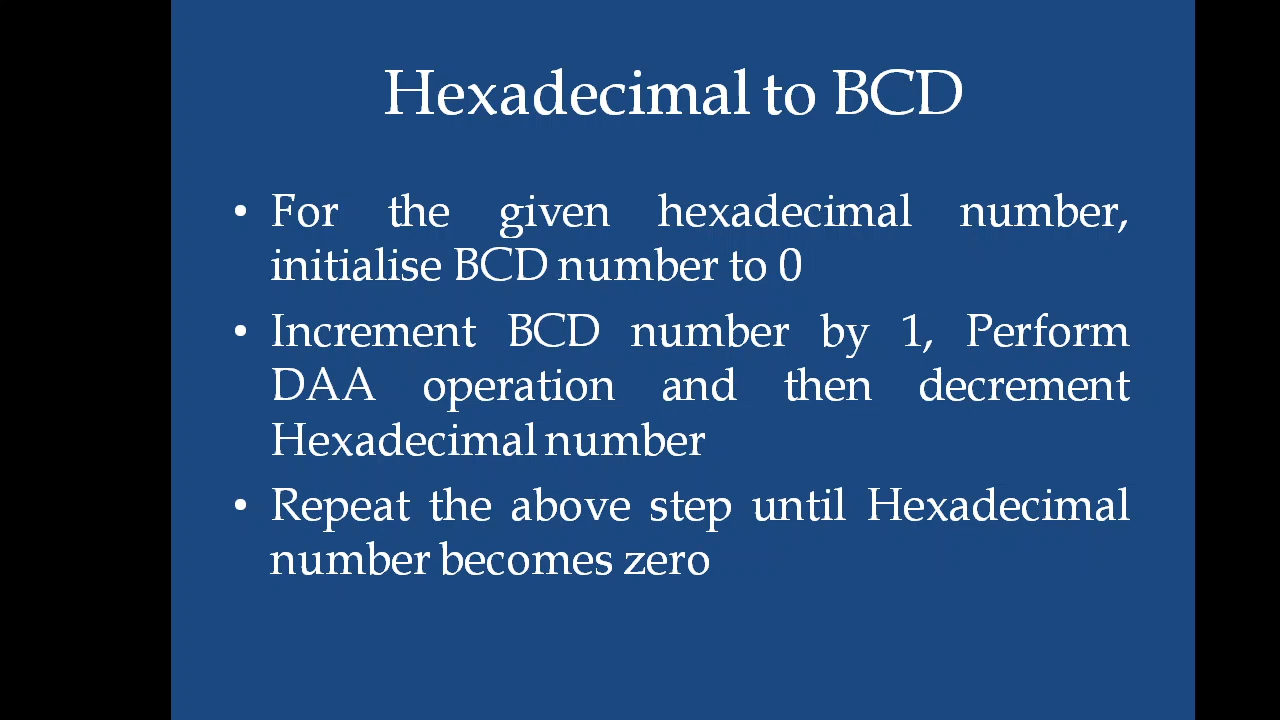 Hexadecimal to BCD
• For the given hexadecimal number,
initialise BCD number to 0
• Increment BCD number by 1, Perform
DAA operation and then decrement
Hexadecimal number
• Repeat the above step until Hexadecimal
number becomes zero